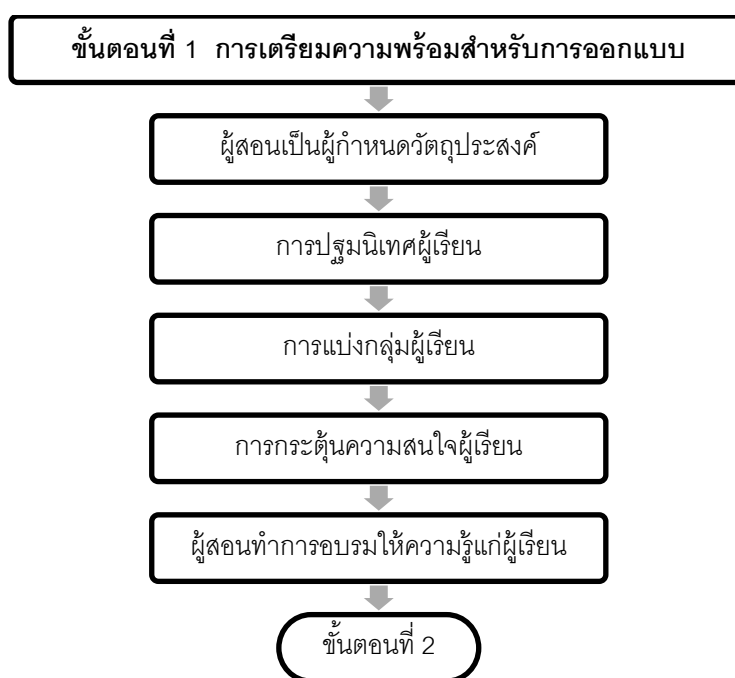 ขั้นตอนที่ 1 การเตรียมความพร้อมสำหรับการออกแบบ
ผู้สอนเป็นผู้กำหนดวัตถุประสงค์
การปฐมนิเทศผู้เรียน
การแบ่งกลุ่มผู้เรียน
การกระตุ้นความสนใจผู้เรียน
ผู้สอนทำการอบรมให้ความรู้แก่ผู้เรียน
ขั้นตอนที่ 2